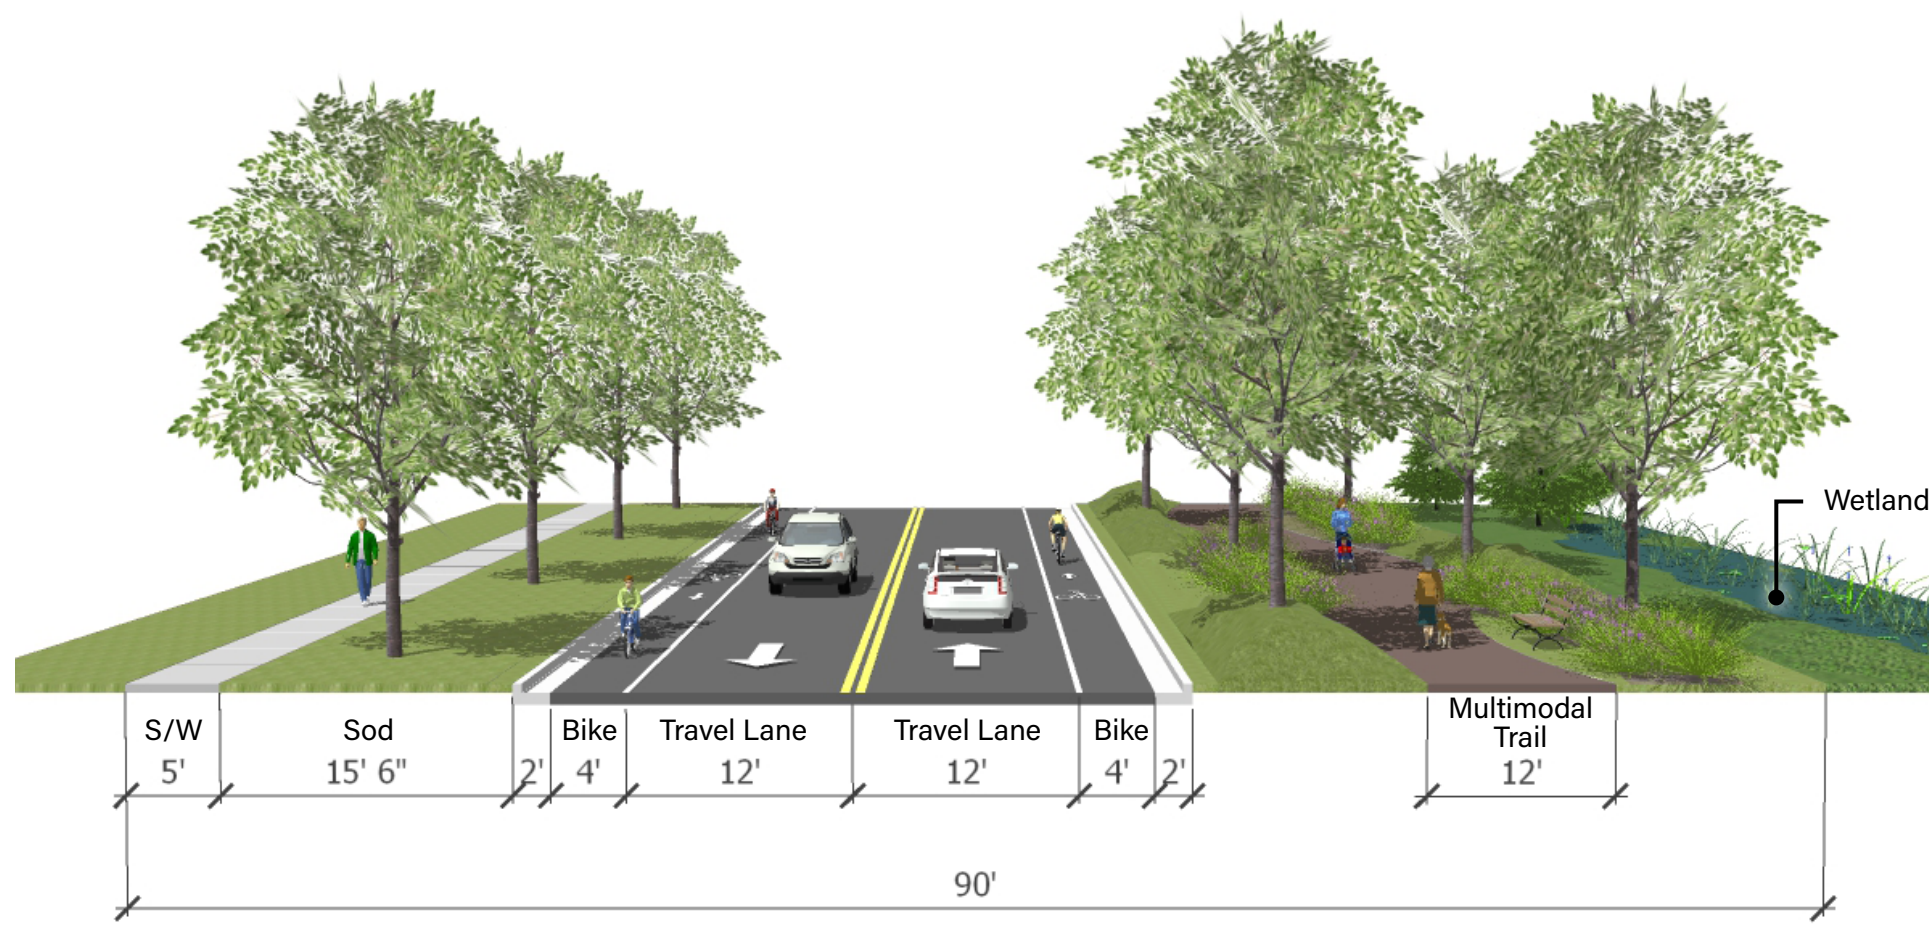 Wetland
S/W
Sod
Bike
Travel Lane
Travel Lane
Bike
Multimodal
Trail
5'
15' 6"
2'
4'
12'
12'
4'
2'
12'
90'